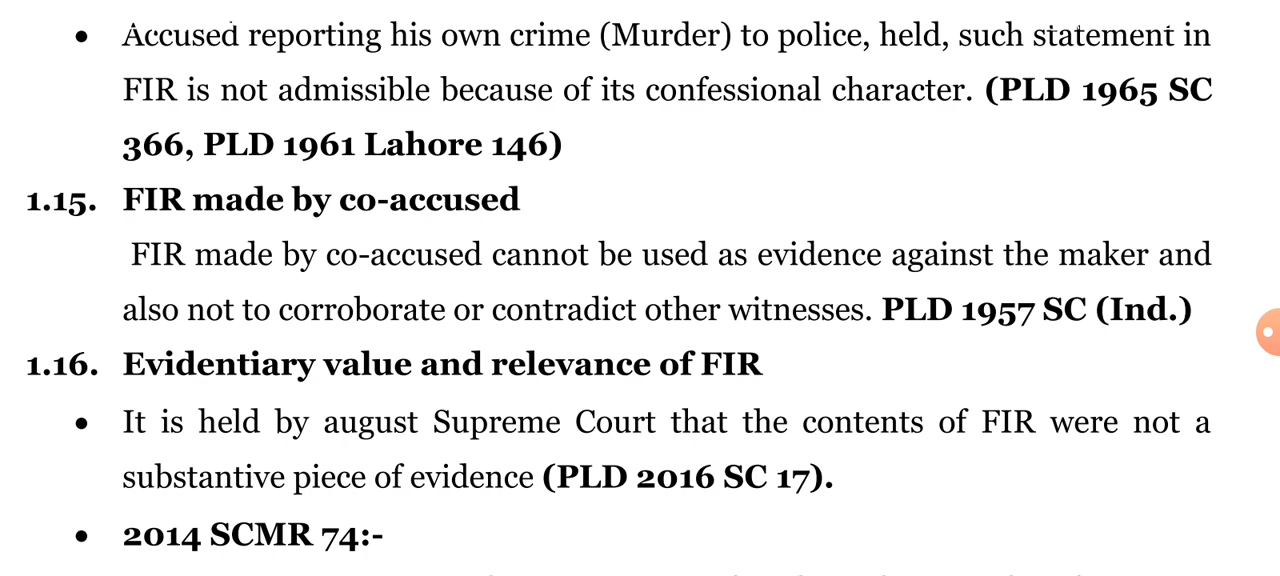 • Accused reporting his own crime (Murder) to police, held, such statement in
FIR is not admissible because of its confessional character. (PLD 1965 SC
366, PLD 1961 Lahore 146)
1.15. FIR made by co-accused
FIR made by co-accused cannot be used as evidence against the maker and
also not to corroborate or contradict other witnesses. PLD 1957 SC (Ind.)
1.16. Evidentiary value and relevance of FIR
• It is held by august Supreme Court that the contents of FIR were not a
substantive piece of evidence (PLD 2016 SC 17).
• 2014 SCMR 74:-